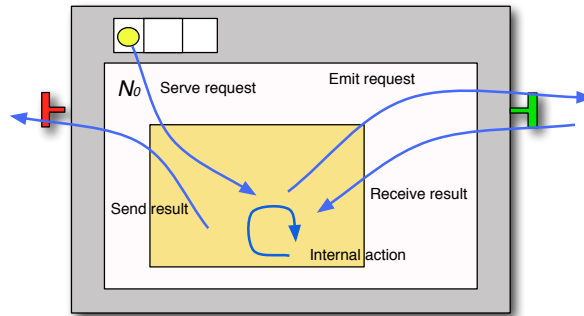 N0
Serve request
Emit request
Send result
Receive result
Internal action